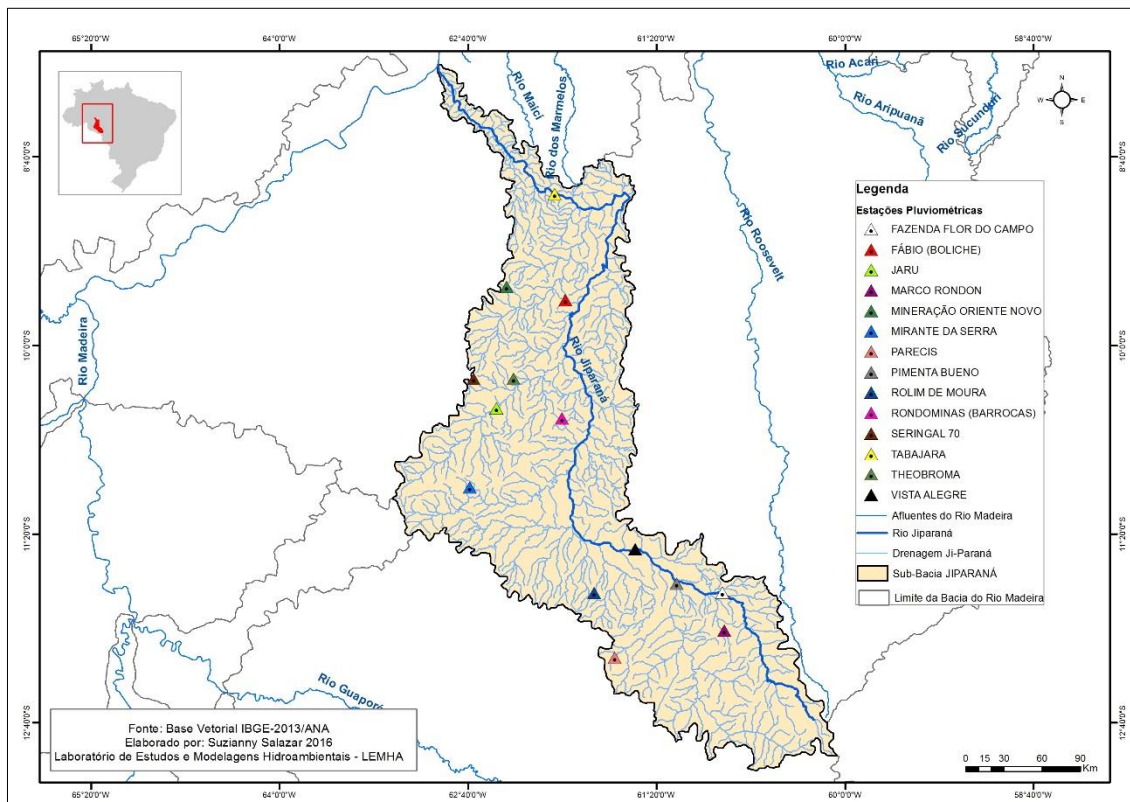 65°20'0"W 64°0'0"W 62°40'0"W 61°20'0"W 60°0'0"W 58°40'0"W
Rio Acari
Rio Maici
Rio dos Marmelos
Rio Aripuanã
Rio Sucunduri
N
W E
S
8°40'0"S 8°40'0"S
Rio Roosevelt
Rio Madeira
Rio Jiparaná
10°0'0"S 10°0'0"S
11°20'0"S 11°20'0"S
12°40'0"S 12°40'0"S
Rio Guaporé
Legenda
Estações Pluviométricas
FAZENDA FLOR DO CAMPO
FÁBIO (BOLICHE)
JARU
MARCO RONDON
MINERAÇÃO ORIENTE NOVO
MIRANTE DA SERRA
PARECIS
PIMENTA BUENO
ROLIM DE MOURA
RONDOMINAS (BARROCAS)
SERINGAL 70
TABAJARA
THEOBROMA
VISTA ALEGRE
Afluentes do Rio Madeira
Rio Jiparaná
Drenagem Ji-Paraná
Sub-Bacia JIPARANÁ
Limite da Bacia do Rio Madeira
Fonte: Base Vetorial IBGE-2013/ANA
Elaborado por: Suzianny Salazar 2016
Laboratório de Estudos e Modelagens Hidroambientais - LEMHA
0 15 30 60 90
Km
65°20'0"W 64°0'0"W 62°40'0"W 61°20'0"W 60°0'0"W 58°40'0"W